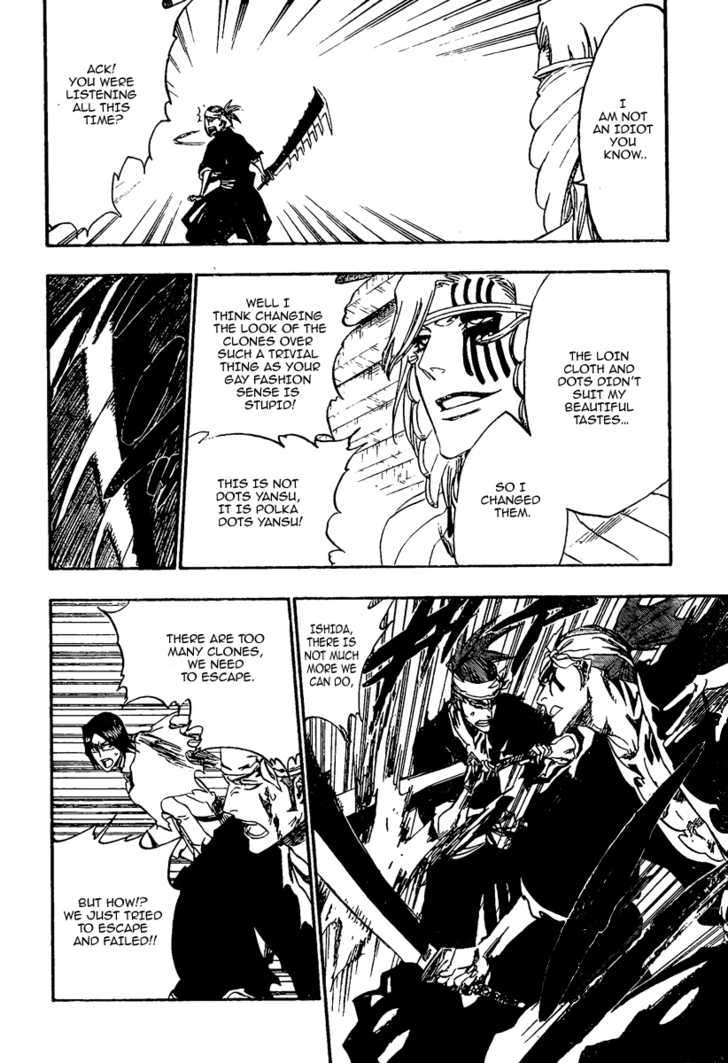 I
AM NOT
AN IDIOT
YOU
KNOW..
ACK!
YOU WERE
LISTENING
ALL THIS
TIME?
THE LOIN
CLOTH AND
DOTS DIDN'T
SUIT MY
BEAUTIFUL
TASTES...
SO I
CHANGED
THEM.
WELL I
THINK CHANGING
THE LOOK OF THE
CLONES OVER
SUCH A TRIVIAL
THING AS YOUR
GAY FASHION
SENSE IS
STUPID!
THIS IS NOT
DOTS YANSU,
IT IS POLKA
DOTS YANSU!
ISHIDA,
THERE IS
NOT MUCH
MORE WE
CAN DO,
THERE ARE TOO
MANY CLONES,
WE NEED
TO ESCAPE.
BUT HOW!?
WE JUST TRIED
TO ESCAPE
AND FAILED!!